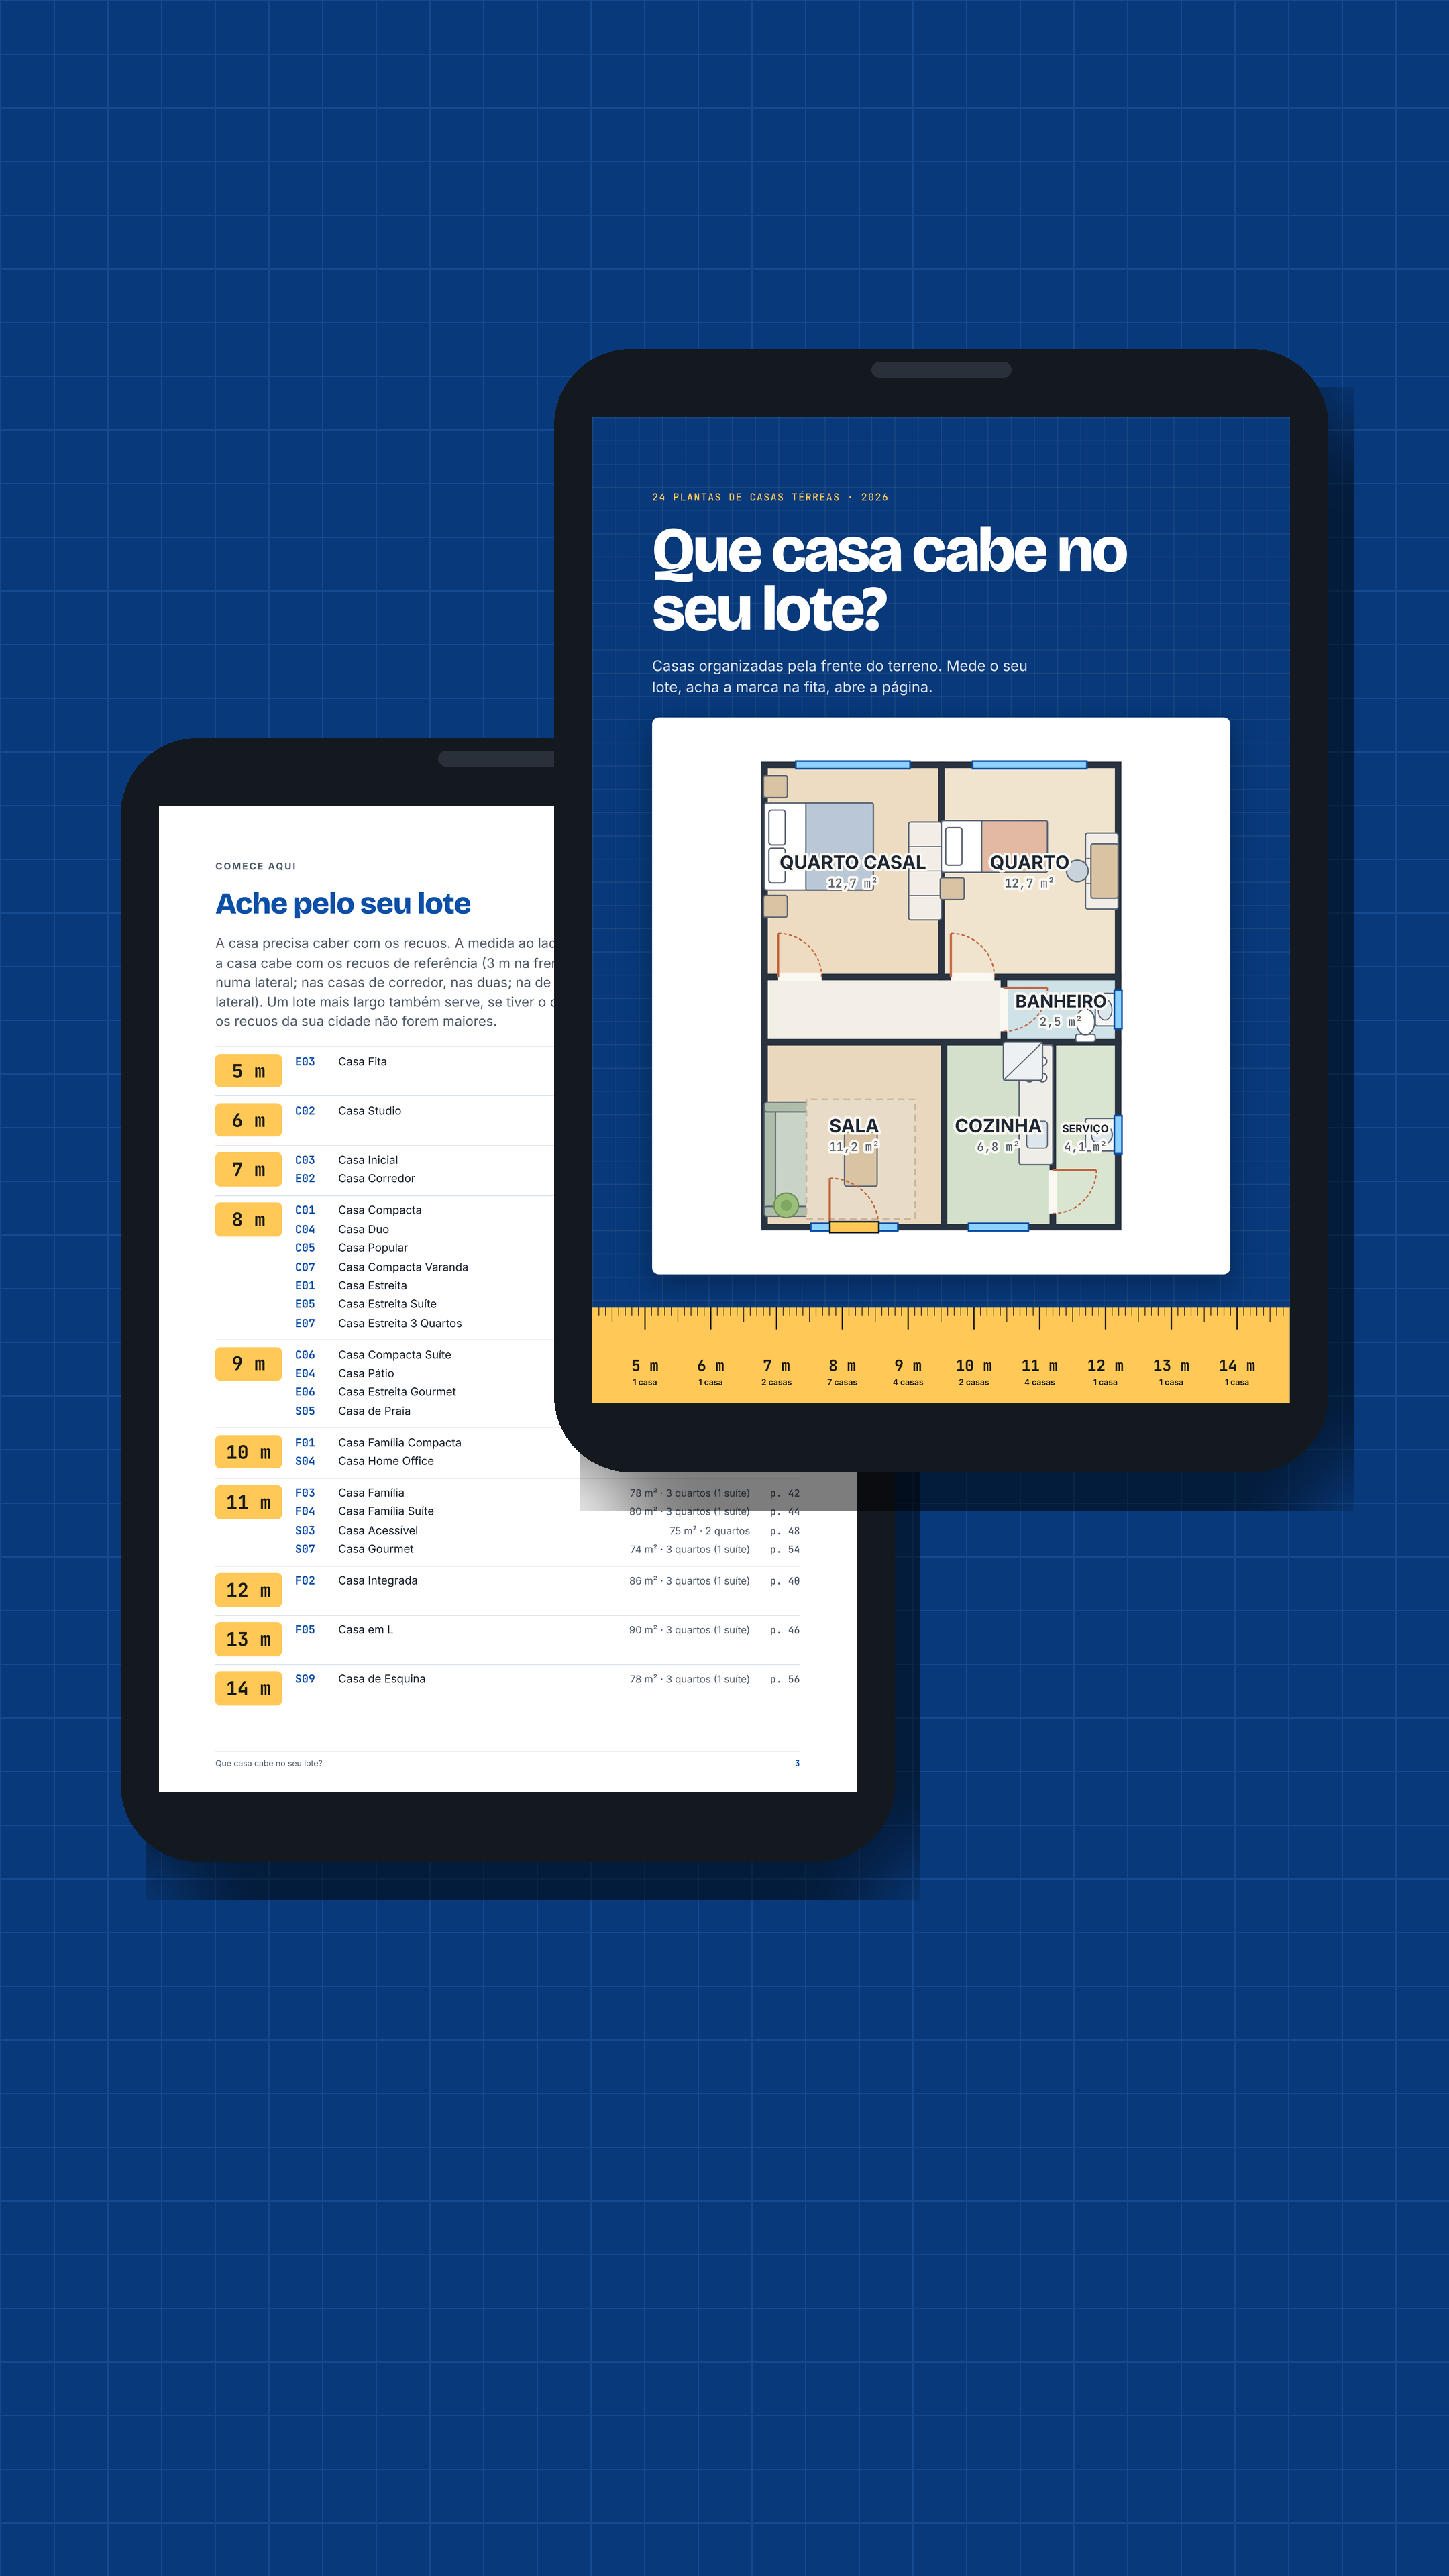 24 PLANTAS DE CASAS TÉRREAS · 2026
Que casa cabe no
seu lote?
Casas organizadas pela frente do terreno. Mede o seu
lote, acha a marca na fita, abre a página.
QUARTO CASAL
12,7 m²
QUARTO
12,7 m²
BANHEIRO
2,5 m²
SALA
11,2 m²
COZINHA
6,8 m²
SERVIÇO
4,1 m²
5 m 6 m 7 m 8 m 9 m 10 m 11 m 12 m 13 m 14 m
1 casa 1 casa 2 casas 7 casas 4 casas 2 casas 4 casas 1 casa 1 casa 1 casa
COMECE AQUI
Ache pelo seu lote
A casa precisa caber com os recuos. A medida ao
a casa cabe com os recuos de referência (3 m na
numa lateral; nas casas de corredor, nas duas; na de
lateral). Um lote mais largo também serve, se tiver o
os recuos da sua cidade não forem maiores.
5 m E03 Casa Fita
6 m C02 Casa Studio
7 m C03 Casa Inicial
E02 Casa Corredor
8 m C01 Casa Compacta
C04 Casa Duo
C05 Casa Popular
C07 Casa Compacta Varanda
E01 Casa Estreita
E05 Casa Estreita Suíte
E07 Casa Estreita 3 Quartos
9 m C06 Casa Compacta Suíte
E04 Casa Pátio
E06 Casa Estreita Gourmet
S05 Casa de Praia
10 m F01 Casa Família Compacta
S04 Casa Home Office
11 m F03 Casa Família 78 m² · 3 quartos (1 suíte) p. 42
F04 Casa Família Suíte 80 m² · 3 quartos (1 suíte) p. 44
S03 Casa Acessível 75 m² · 2 quartos p. 48
S07 Casa Gourmet 74 m² · 3 quartos (1 suíte) p. 54
12 m F02 Casa Integrada 86 m² · 3 quartos (1 suíte) p. 40
13 m F05 Casa em L 90 m² · 3 quartos (1 suíte) p. 46
14 m S09 Casa de Esquina 78 m² · 3 quartos (1 suíte) p. 56
Que casa cabe no seu lote? 3